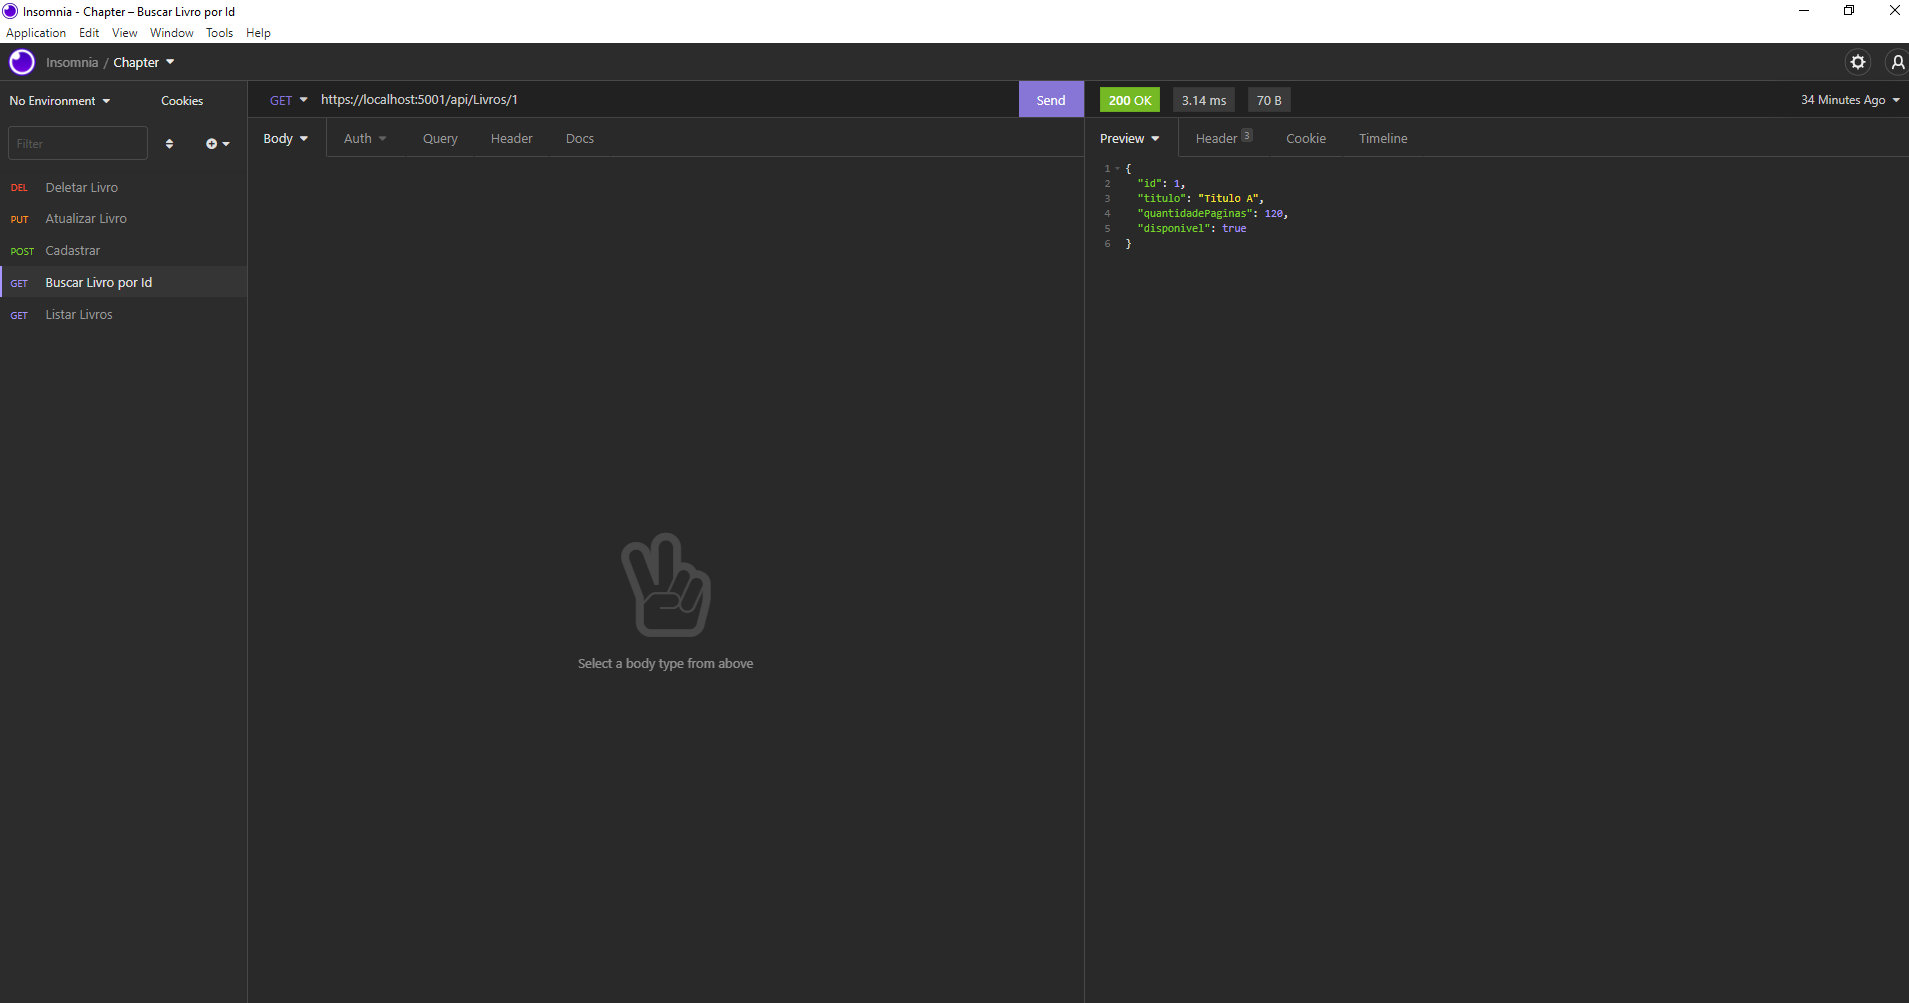 Insomnia - Chapter – Buscar Livro por Id
Application Edit View Window Tools Help
Insomnia / Chapter
No Environment Cookies
Filter
DEL Deletar Livro
PUT Atualizar Livro
POST Cadastrar
GET Buscar Livro por Id
GET Listar Livros
GET https://localhost:5001/api/Livros/1 Send
Body Auth Query Header Docs
Select a body type from above
200 OK 3.14 ms 70 B 34 Minutes Ago
Preview Header 3 Cookie Timeline
1 {
2 "id": 1,
3 "titulo": "Titulo A",
4 "quantidadePaginas": 120,
5 "disponivel": true
6 }